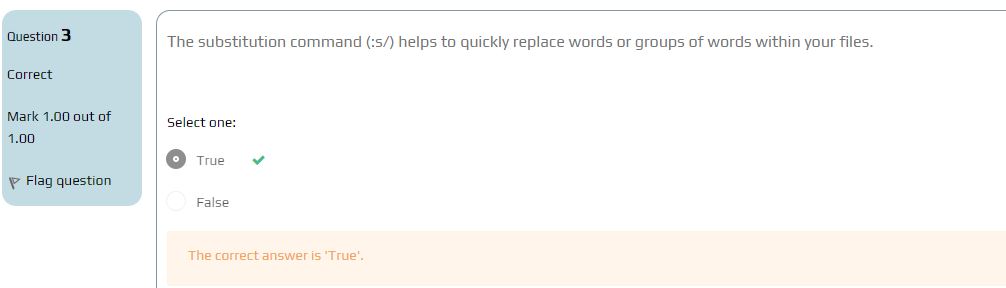 Question 3
Correct
Mark 1.00 out of
1.00
Flag question
The substitution command (:s/) helps to quickly replace words or groups of words within your files.
Select one:
True
False
The correct answer is 'True'.